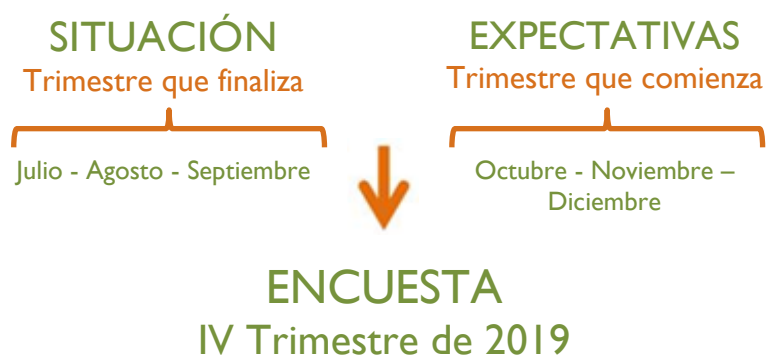 SITUACIÓN
Trimestre que finaliza
Julio - Agosto - Septiembre
EXPECTATIVAS
Trimestre que comienza
Octubre - Noviembre –
Diciembre
ENCUESTA
IV Trimestre de 2019